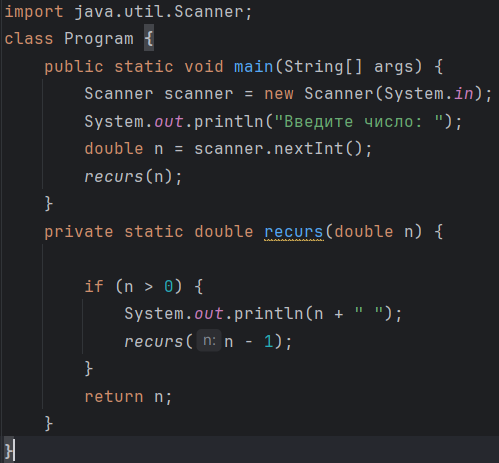 import java.util.Scanner;
class Program {
    public static void main(String[] args) {
        Scanner scanner = new Scanner(System.in);
        System.out.println("Введите число: ");
        double n = scanner.nextInt();
        recurs(n);
    }
    private static double recurs(double n) {
        if (n > 0) {
            System.out.println(n + " ");
            recurs( n: n - 1);
        }
        return n;
    }
}